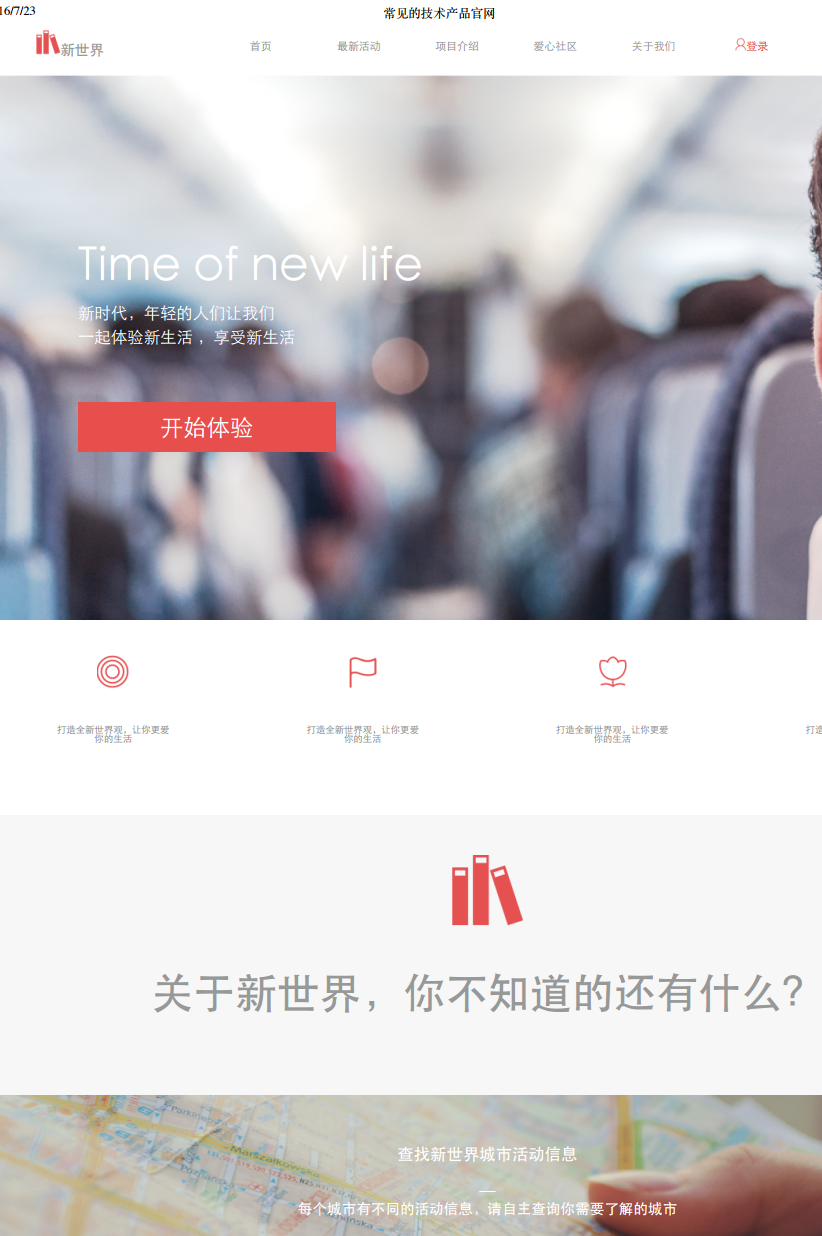 16/7/23
常见的技术产品官网
新世界
首页
最新活动
项目介绍
爱心社区
关于我们
登录
Time of new life
新时代，年轻的人们让我们
一起体验新生活 ，享受新生活
开始体验
打造全新世界观，让你更爱
你的生活
打造全新世界观，让你更爱
你的生活
打造全新世界观，让你更爱
你的生活
打造
关于新世界，你不知道的还有什么?
Marszałkowska
查找新世界城市活动信息
每个城市有不同的活动信息，请自主查询你需要了解的城市